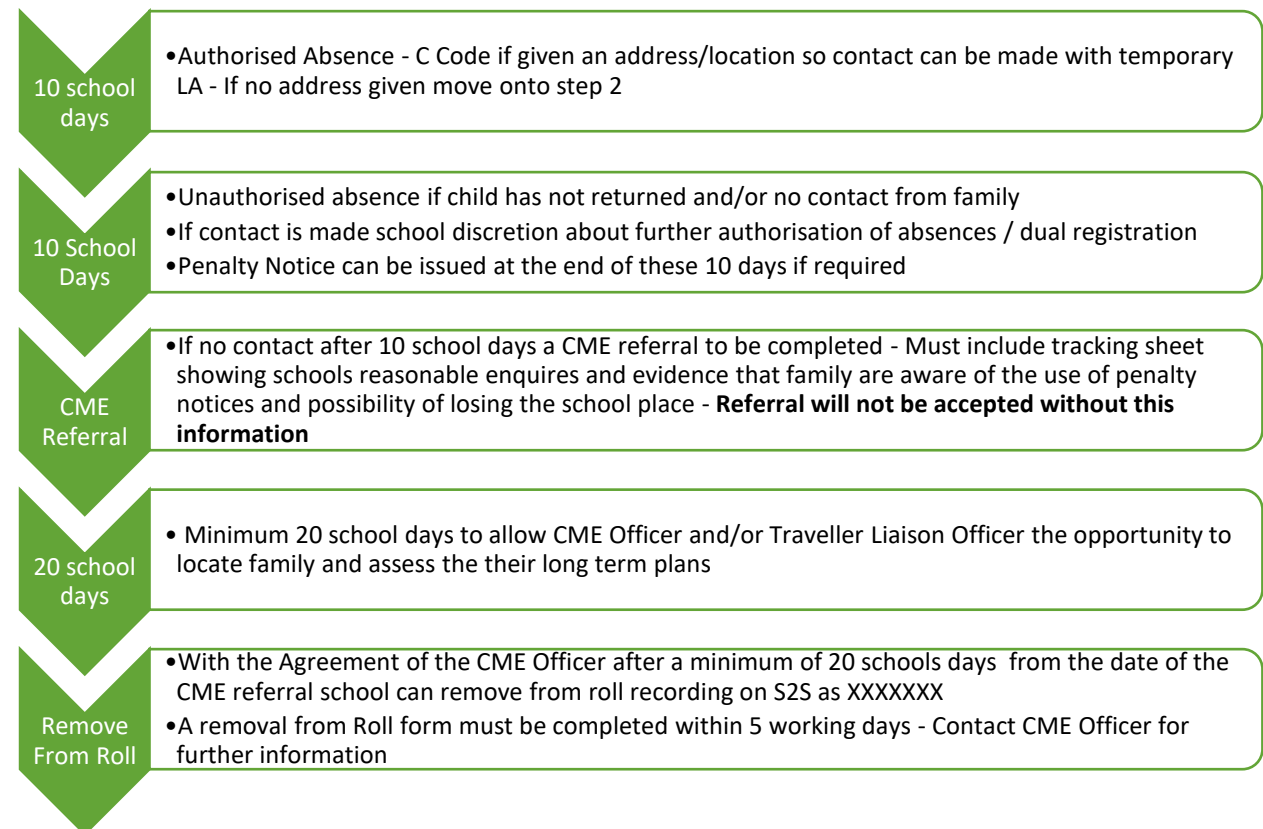 10 school
days
•Authorised Absence - C Code if given an address/location so contact can be made with temporary
LA - If no address given move onto step 2
10 School
Days
•Unauthorised absence if child has not returned and/or no contact from family
•If contact is made school discretion about further authorisation of absences / dual registration
•Penalty Notice can be issued at the end of these 10 days if required
CME
Referral
•If no contact after 10 school days a CME referral to be completed - Must include tracking sheet
showing schools reasonable enquires and evidence that family are aware of the use of penalty
notices and possibility of losing the school place - Referral will not be accepted without this
information
20 school
days
• Minimum 20 school days to allow CME Officer and/or Traveller Liaison Officer the opportunity to
locate family and assess the their long term plans
Remove
From Roll
•With the Agreement of the CME Officer after a minimum of 20 schools days from the date of the
CME referral school can remove from roll recording on S2S as XXXXXXX
•A removal from Roll form must be completed within 5 working days - Contact CME Officer for
further information